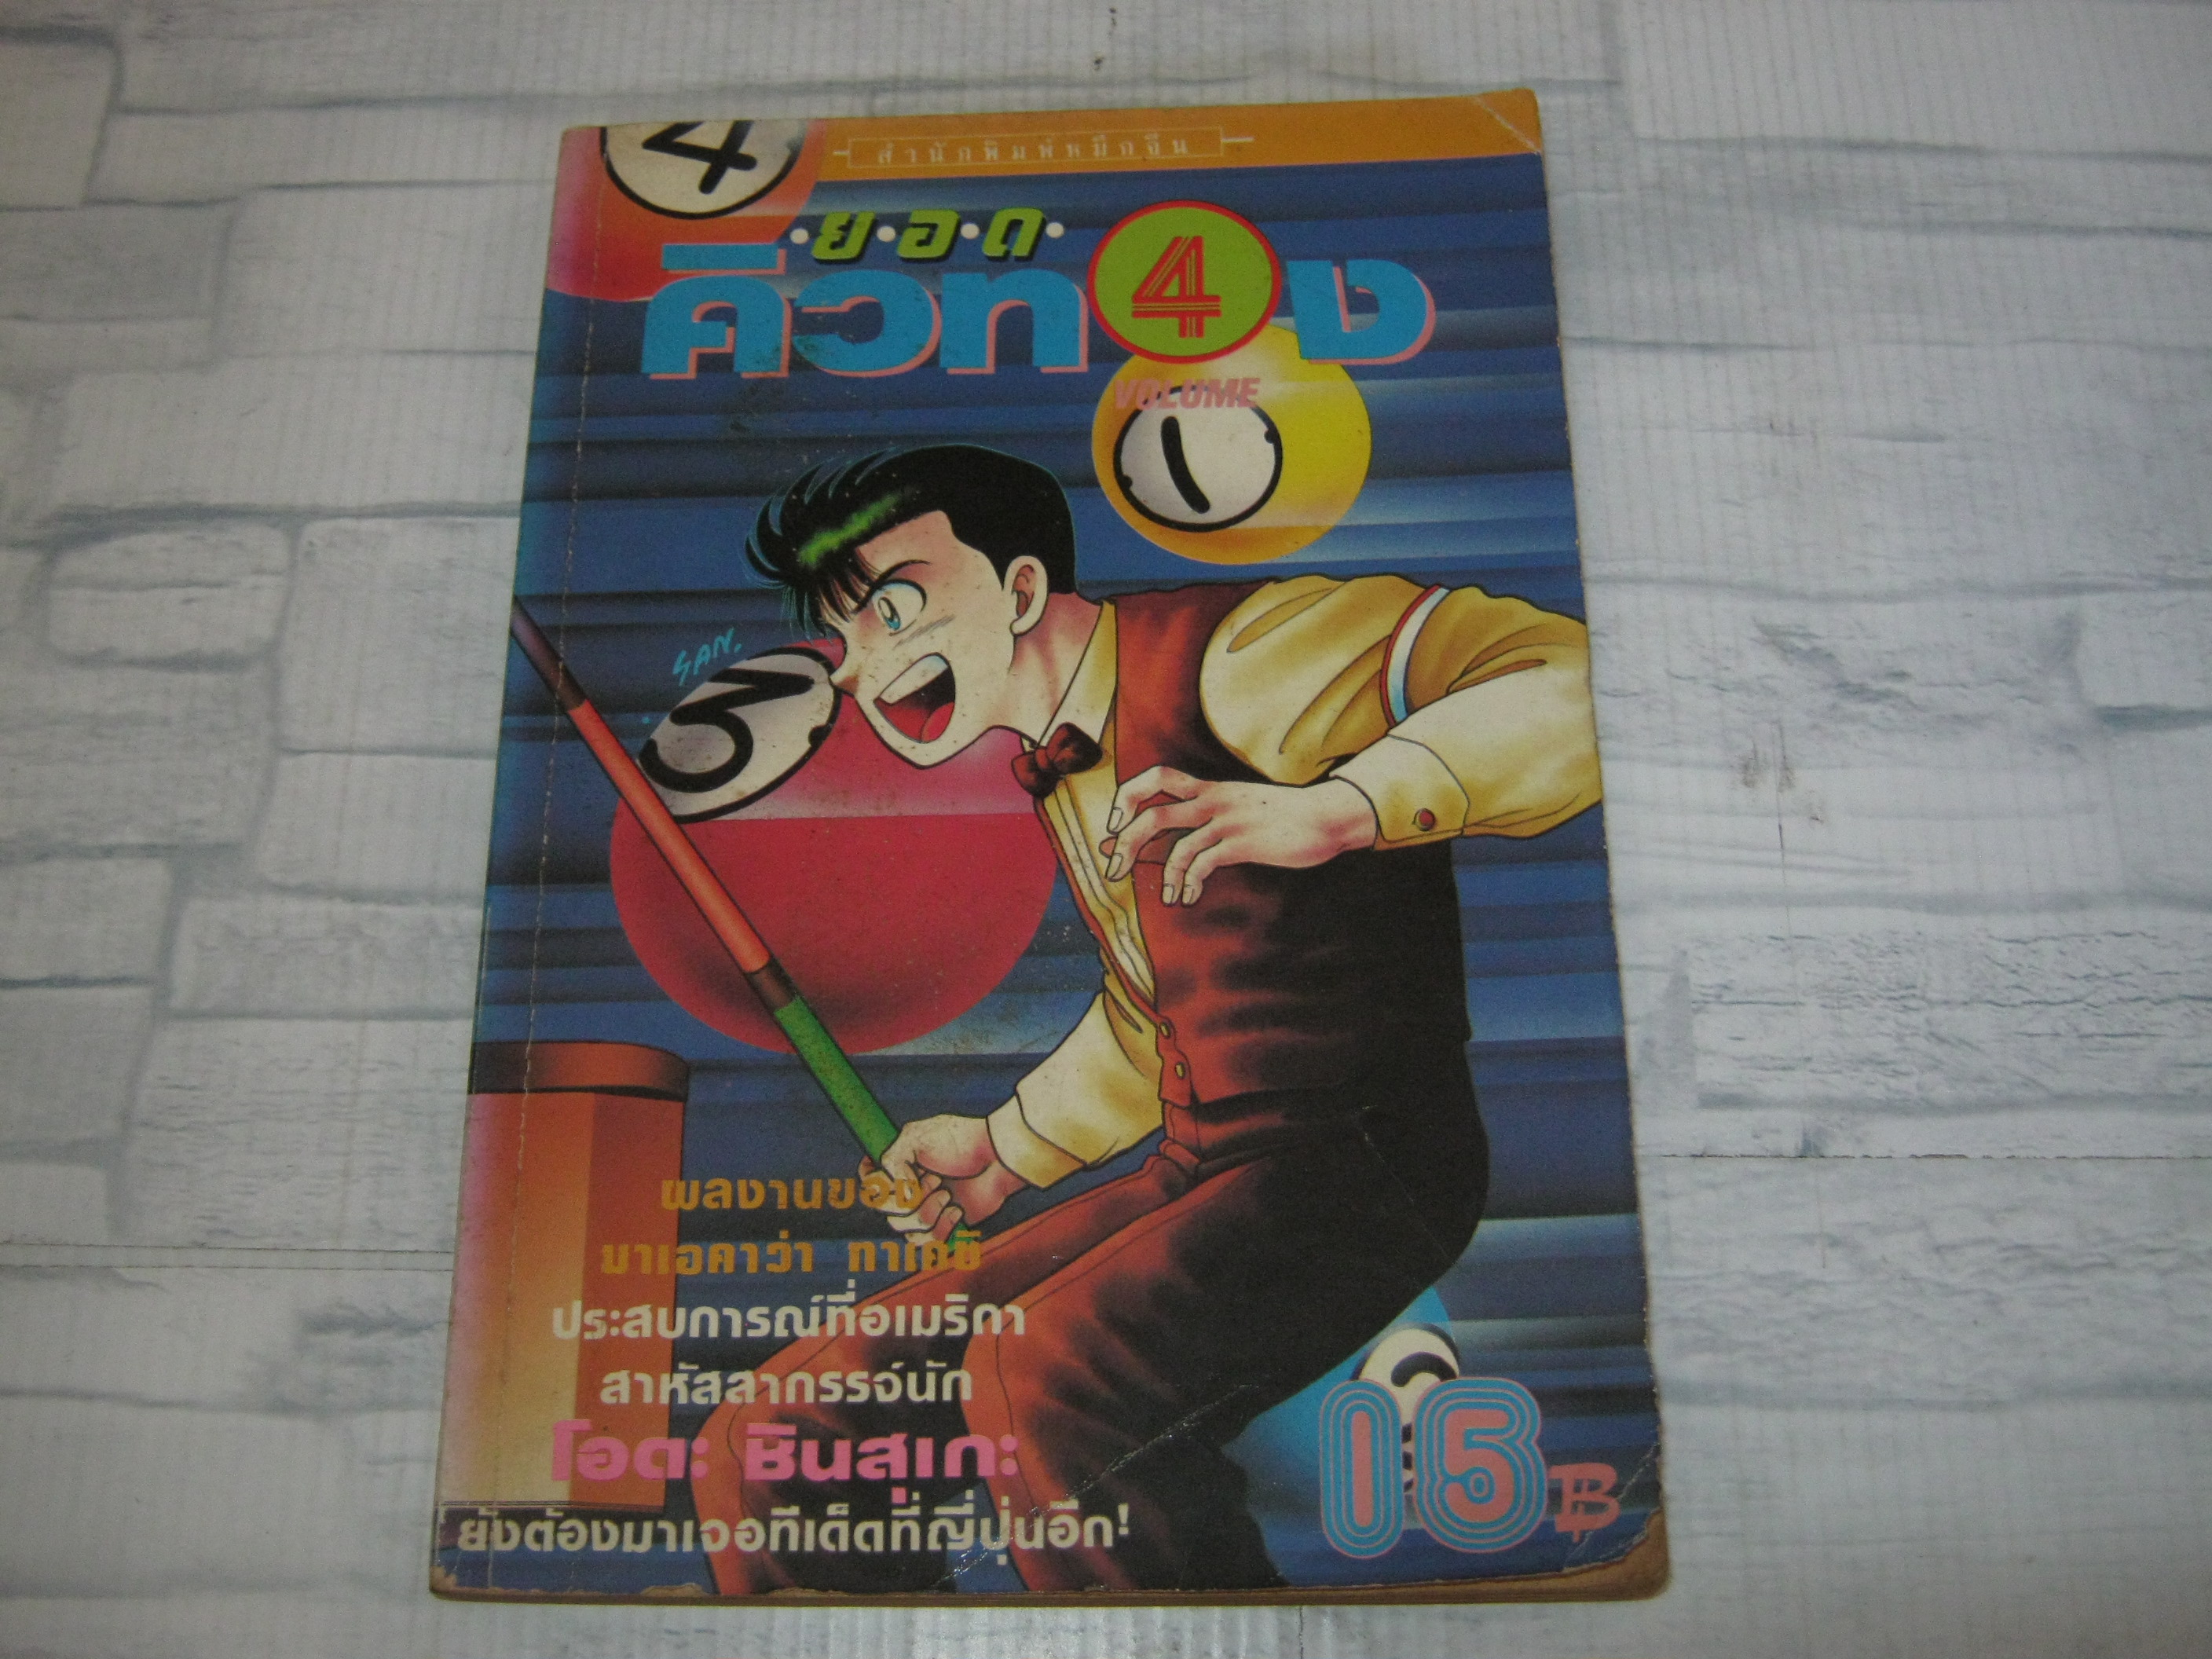 4
สำนักพิมพ์หมึกจีน
·ย·อ·ด·
คิวท4ง
VOLUME
1
SAN.
3
ผลงานของ
มาเอคาว่า ทาเคชิ
ประสบการณ์ที่อเมริกา
สาหัสสากรรจ์นัก
โอดะ ชินสุเกะ
ยังต้องมาเจอทีเด็ดที่ญี่ปุ่นอีก!
15฿